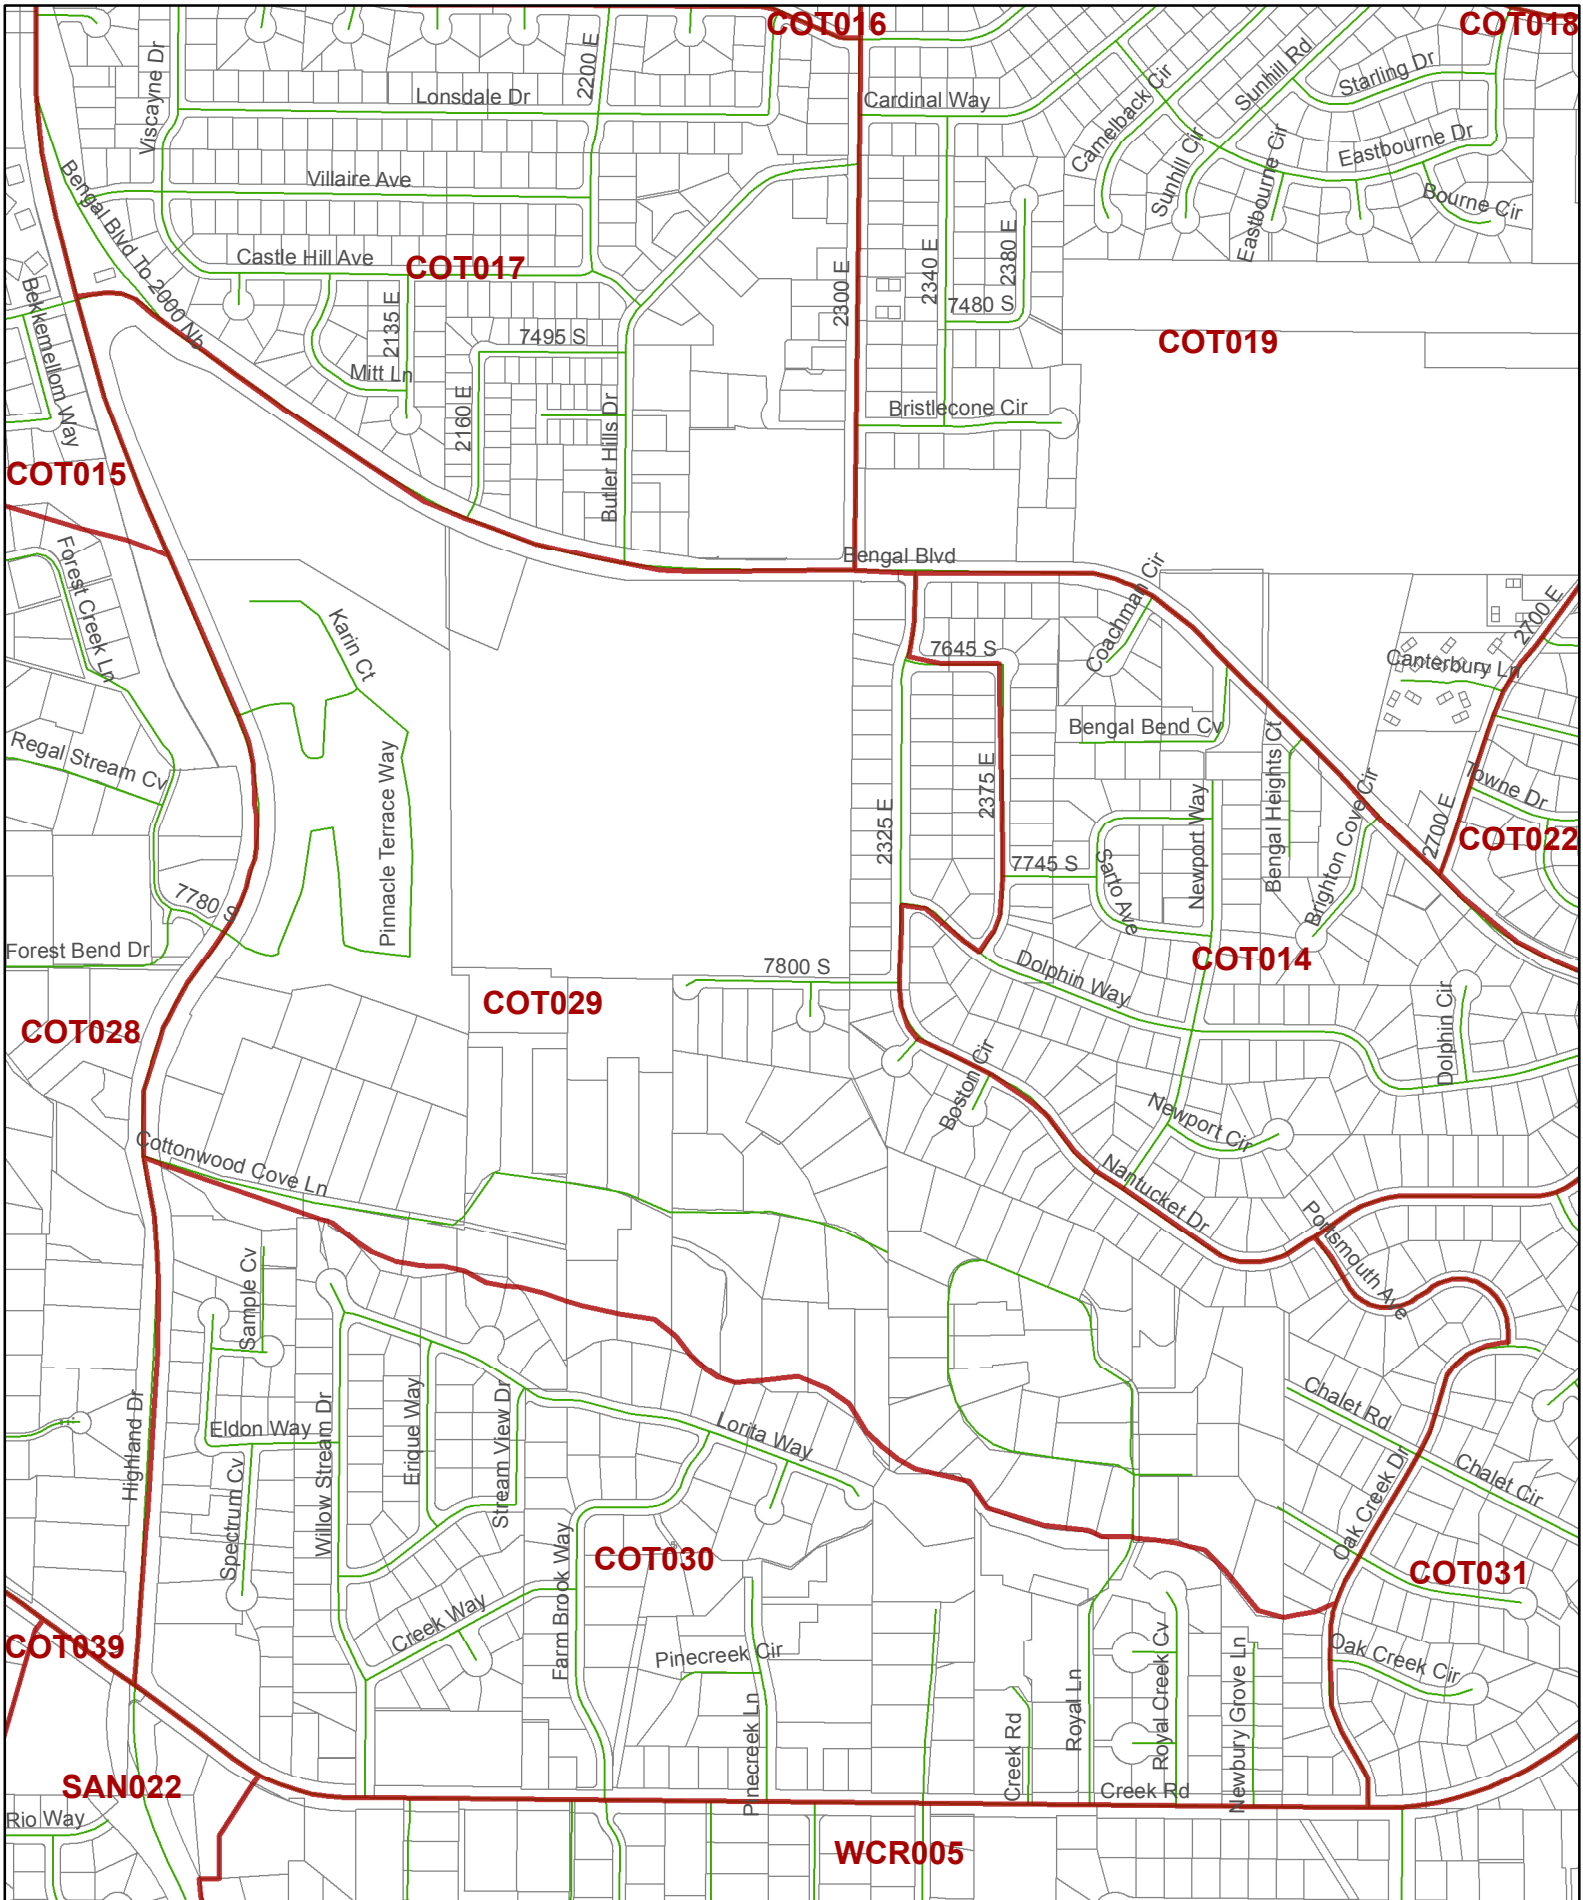 COT016
COT018
Viscayne Dr
2200 E
Lonsdale Dr
Cardinal Way
Camelback Cir
Sunhill Rd
Starling Dr
Eastbourne Dr
Sunhill Cir
Eastbourne Cir
Bourne Cir
Villaire Ave
Bengal Blvd To 2000 Nb
Castle Hill Ave
COT017
2300 E
2340 E
2380 E
7480 S
COT019
Bekkemellom Way
2135 E
7495 S
Mitt Ln
2160 E
Butler Hills Dr
Bristlecone Cir
COT015
Bengal Blvd
Forest Creek Ln
Karin Ct
Coachman Cir
7645 S
2700 E
Canterbury Ln
Bengal Bend Cv
Regal Stream Cv
Pinnacle Terrace Way
2325 E
2375 E
Newport Way
Bengal Heights Ct
Brighton Cove Cir
2700 E
Towne Dr
COT022
7745 S
Sarto Ave
7780 S
Forest Bend Dr
7800 S
Dolphin Way
COT014
COT029
COT028
Dolphin Cir
Boston Cir
Newport Cir
Cottonwood Cove Ln
Nantucket Dr
Portsmouth Ave
Sample Cv
Highland Dr
Eldon Way
Willow Stream Dr
Erique Way
Stream View Dr
Lorita Way
Chalet Rd
Chalet Cir
Oak Creek Dr
Spectrum Cv
Farm Brook Way
COT030
COT031
Creek Way
COT039
Pinecreek Cir
Pinecreek Ln
Creek Rd
Royal Ln
Royal Creek Cv
Newbury Grove Ln
Oak Creek Cir
SAN022
Creek Rd
Rio Way
WCR005